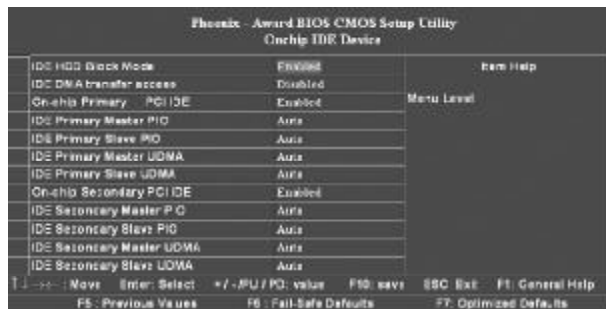 Phoenix - Award BIOS CMOS Setup Utility
Onchip IDE Device
IDE HDD Block Mode Enabled Item Help
IDE DMA transfer access Disabled
On-chip Primary PCI IDE Enabled Menu Level
IDE Primary Master PIO Auto
IDE Primary Slave PIO Auto
IDE Primary Master UDMA Auto
IDE Primary Slave UDMA Auto
On-chip Secondary PCI IDE Enabled
IDE Secondary Master PIO Auto
IDE Secondary Slave PIO Auto
IDE Secondary Master UDMA Auto
IDE Secondary Slave UDMA Auto
↑↓→← : Move Enter: Select +/-/PU/PD: value F10: save ESC: Exit F1: General Help
F5: Previous Values F6: Fail-Safe Defaults F7: Optimized Defaults